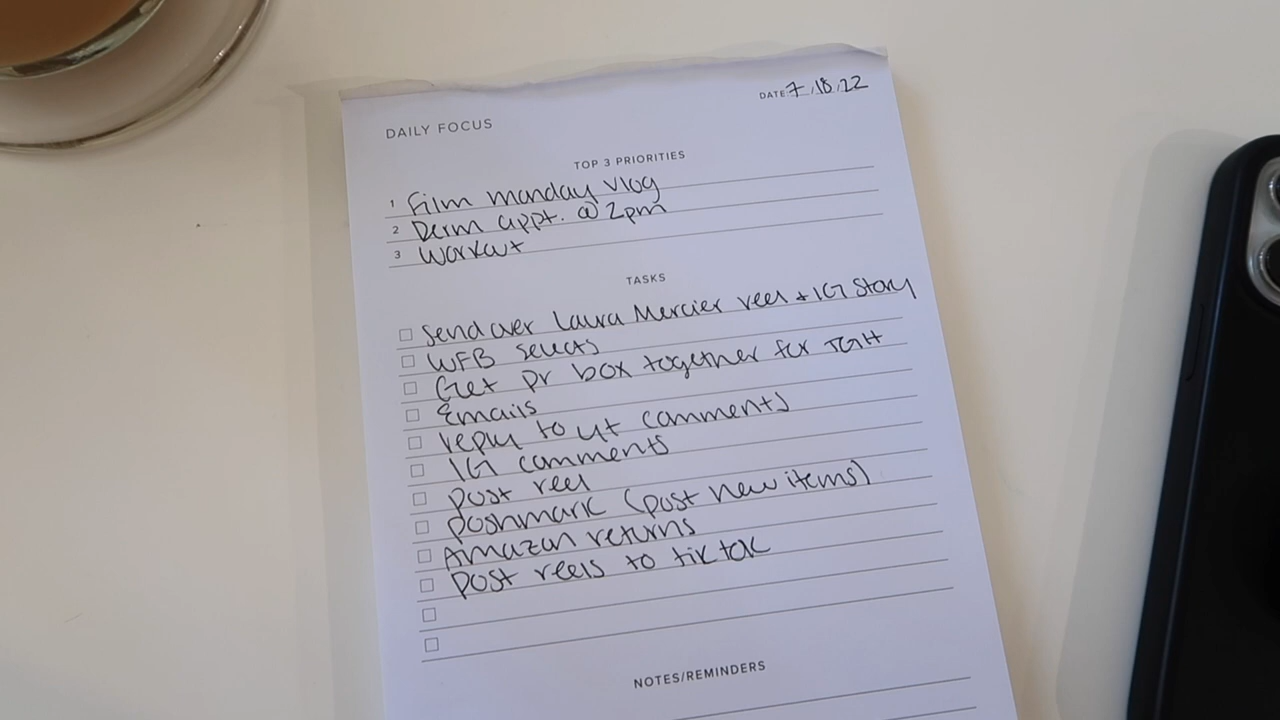 DATE: 7.18.22
DAILY FOCUS
TOP 3 PRIORITIES
1 Film monday vlog
2 Derm appt. @ 2pm
3 Workout
TASKS
send over Laura Mercier reel + IG Story
WFB selects
Get pr box together for TGH
Emails
reply to yt comments
IG comments
post reel
poshmark (post new items)
Amazon returns
post reels to tik tok
NOTES/REMINDERS